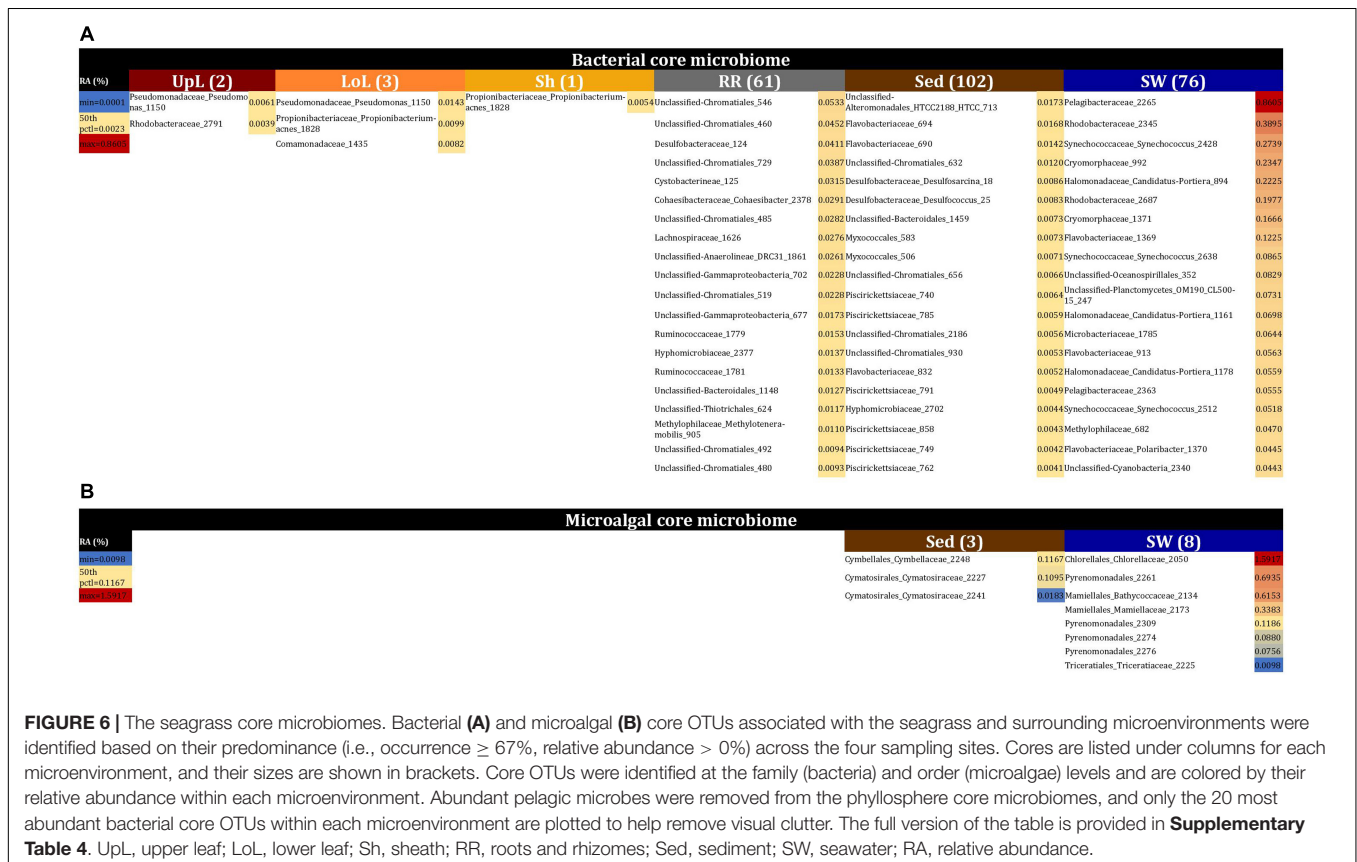 A
Bacterial core microbiome
RA (%) UpL (2) LoL (3) Sh (1) RR (61) Sed (102) SW (76)
min=0.0001
50th
pctl=0.0023
max=0.8605
Pseudomonadaceae_Pseudomo
nas_1150 0.0061
Rhodobacteraceae_2791 0.0039
Pseudomonadaceae_Pseudomonas_1150 0.0143
Propionibacteriaceae_Propionibacterium-
acnes_1828 0.0099
Comamonadaceae_1435 0.0082
Propionibacteriaceae_Propionibacterium-
acnes_1828 0.0054
Unclassified-Chromatiales_546 0.0533
Unclassified-Chromatiales_460 0.0452
Desulfobacteraceae_124 0.0411
Unclassified-Chromatiales_729 0.0387
Cystobacterineae_125 0.0315
Cohaesibacteraceae_Cohaesibacter_2378 0.0291
Unclassified-Chromatiales_485 0.0282
Lachnospiraceae_1626 0.0276
Unclassified-Anaerolineae_DRC31_1861 0.0261
Unclassified-Gammaproteobacteria_702 0.0228
Unclassified-Chromatiales_519 0.0228
Unclassified-Gammaproteobacteria_677 0.0173
Ruminococcaceae_1779 0.0153
Hyphomicrobiaceae_2377 0.0137
Ruminococcaceae_1781 0.0133
Unclassified-Bacteroidales_1148 0.0127
Unclassified-Thiotrichales_624 0.0117
Methylophilaceae_Methylotenera-
mobilis_905 0.0110
Unclassified-Chromatiales_492 0.0094
Unclassified-Chromatiales_480 0.0093
Unclassified-
Alteromonadales_HTCC2188_HTCC_713 0.0173
Flavobacteriaceae_694 0.0168
Flavobacteriaceae_690 0.0142
Unclassified-Chromatiales_632 0.0120
Desulfobacteraceae_Desulfosarcina_18 0.0086
Desulfobacteraceae_Desulfococcus_25 0.0083
Unclassified-Bacteroidales_1459 0.0073
Myxococcales_583 0.0073
Myxococcales_506 0.0071
Unclassified-Chromatiales_656 0.0066
Piscirickettsiaceae_740 0.0064
Piscirickettsiaceae_785 0.0059
Unclassified-Chromatiales_2186 0.0056
Unclassified-Chromatiales_930 0.0053
Flavobacteriaceae_832 0.0052
Piscirickettsiaceae_791 0.0049
Hyphomicrobiaceae_2702 0.0044
Piscirickettsiaceae_858 0.0043
Piscirickettsiaceae_749 0.0042
Piscirickettsiaceae_762 0.0041
Pelagibacteraceae_2265 0.8605
Rhodobacteraceae_2345 0.3895
Synechococcaceae_Synechococcus_2428 0.2739
Cryomorphaceae_992 0.2347
Halomonadaceae_Candidatus-Portiera_894 0.2225
Rhodobacteraceae_2687 0.1977
Cryomorphaceae_1371 0.1666
Flavobacteriaceae_1369 0.1225
Synechococcaceae_Synechococcus_2638 0.0865
Unclassified-Oceanospirillales_352 0.0829
Unclassified-Planctomycetes_OM190_CL500-
15_247 0.0731
Halomonadaceae_Candidatus-Portiera_1161 0.0698
Microbacteriaceae_1785 0.0644
Flavobacteriaceae_913 0.0563
Halomonadaceae_Candidatus-Portiera_1178 0.0559
Pelagibacteraceae_2363 0.0555
Synechococcaceae_Synechococcus_2512 0.0518
Methylophilaceae_682 0.0470
Flavobacteriaceae_Polaribacter_1370 0.0445
Unclassified-Cyanobacteria_2340 0.0443
B
Microalgal core microbiome
RA (%) Sed (3) SW (8)
min=0.0098
50th
pctl=0.1167
max=1.5917
Cymbellales_Cymbellaceae_2248 0.1167
Cymatosirales_Cymatosiraceae_2227 0.1095
Cymatosirales_Cymatosiraceae_2241 0.0183
Chlorellales_Chlorellaceae_2050 1.5917
Pyrenomonadales_2261 0.6935
Mamiellales_Bathycoccaceae_2134 0.6153
Mamiellales_Mamiellaceae_2173 0.3383
Pyrenomonadales_2309 0.1186
Pyrenomonadales_2274 0.0880
Pyrenomonadales_2276 0.0756
Triceratiales_Triceratiaceae_2225 0.0098
FIGURE 6 | The seagrass core microbiomes. Bacterial (A) and microalgal (B) core OTUs associated with the seagrass and surrounding microenvironments were
identified based on their predominance (i.e., occurrence ≥ 67%, relative abundance > 0%) across the four sampling sites. Cores are listed under columns for each
microenvironment, and their sizes are shown in brackets. Core OTUs were identified at the family (bacteria) and order (microalgae) levels and are colored by their
relative abundance within each microenvironment. Abundant pelagic microbes were removed from the phyllosphere core microbiomes, and only the 20 most
abundant bacterial core OTUs within each microenvironment are plotted to help remove visual clutter. The full version of the table is provided in Supplementary
Table 4. UpL, upper leaf; LoL, lower leaf; Sh, sheath; RR, roots and rhizomes; Sed, sediment; SW, seawater; RA, relative abundance.